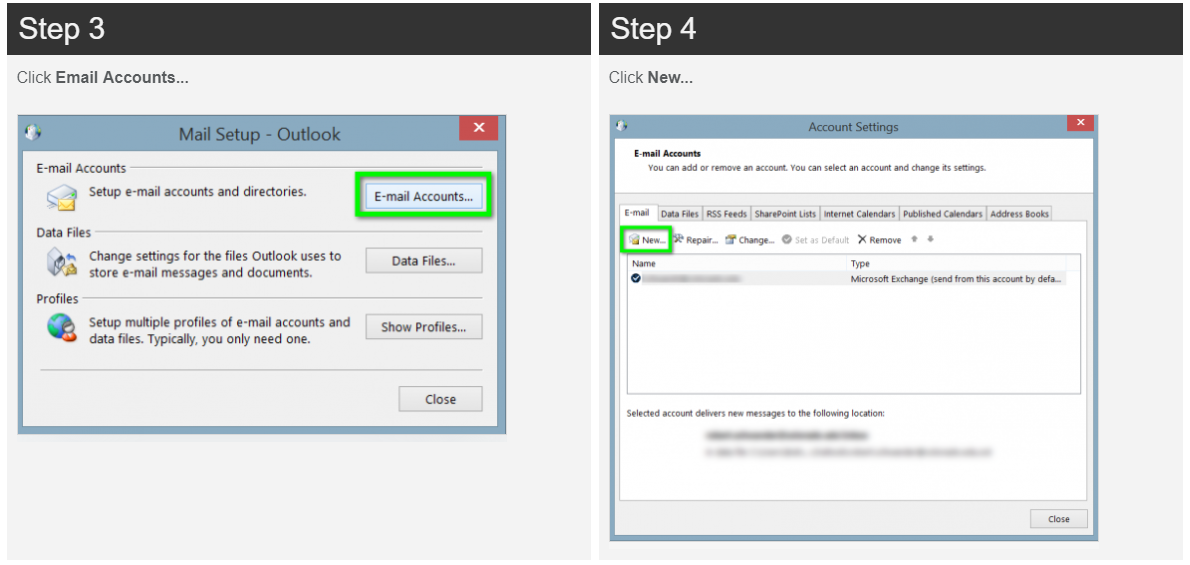 Step 3
Click Email Accounts...
Mail Setup - Outlook
E-mail Accounts
Setup e-mail accounts and directories.
E-mail Accounts...
Data Files
Change settings for the files Outlook uses to
store e-mail messages and documents.
Data Files...
Profiles
Setup multiple profiles of e-mail accounts and
data files. Typically, you only need one.
Show Profiles...
Close
Step 4
Click New...
Account Settings
E-mail Accounts
You can add or remove an account. You can select an account and change its settings.
E-mail Data Files RSS Feeds SharePoint Lists Internet Calendars Published Calendars Address Books
New... Repair... Change... Set as Default Remove
Name Type
Microsoft Exchange (send from this account by defa...
Selected account delivers new messages to the following location:
Close